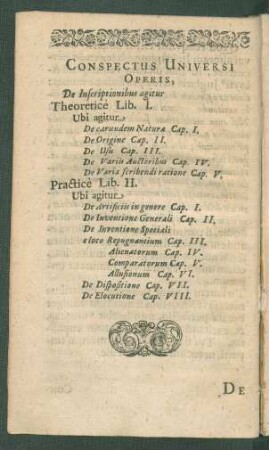 CONSPECTUS UNIVERSI
OPERIS,
De Inscriptionibus agitur
Theoreticè Lib. I.
Ubi agitur
De earundem Natura Cap. I.
De Origine Cap. II.
De Usu Cap. III.
De Variis Auctoribus Cap. IV.
De Varia scribendi ratione Cap. V.
Practicè Lib. II.
Ubi agitur
De Artificiis in genere Cap. I.
De Inventione Generali Cap. II.
De Inventione Speciali
e loco Repugnantium Cap. III.
Alienatorum Cap. IV.
Comparatorum Cap. V.
Allusionum Cap. VI.
De Dispositione Cap. VII.
De Elocutione Cap. VIII.
DE